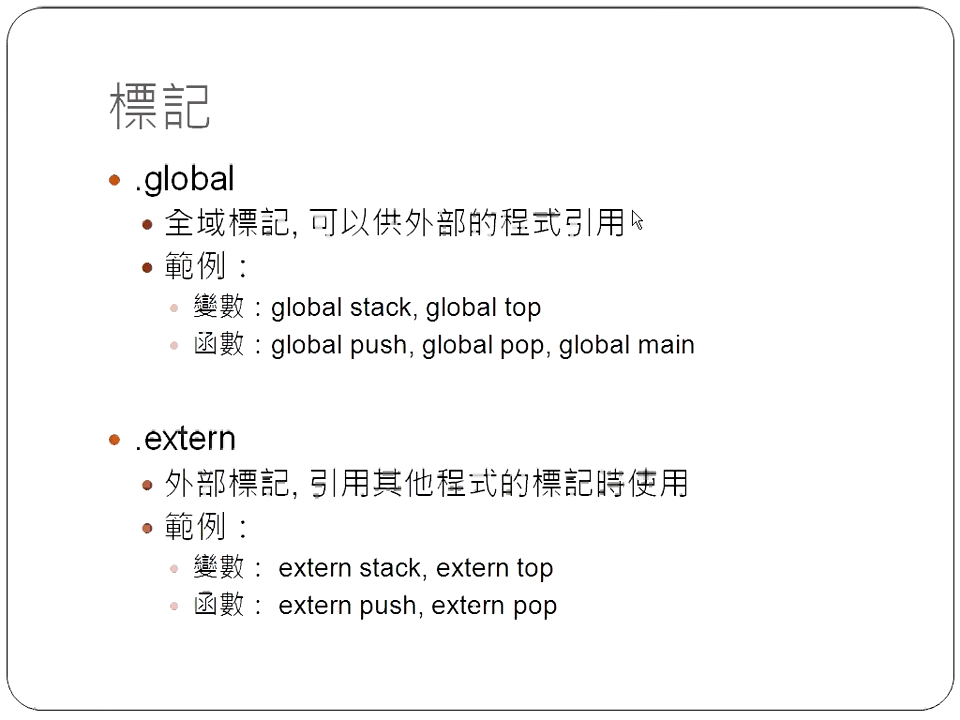 標記
.global
全域標記, 可以供外部的程式引用
範例：
變數：global stack, global top
函數：global push, global pop, global main
.extern
外部標記, 引用其他程式的標記時使用
範例：
變數： extern stack, extern top
函數： extern push, extern pop